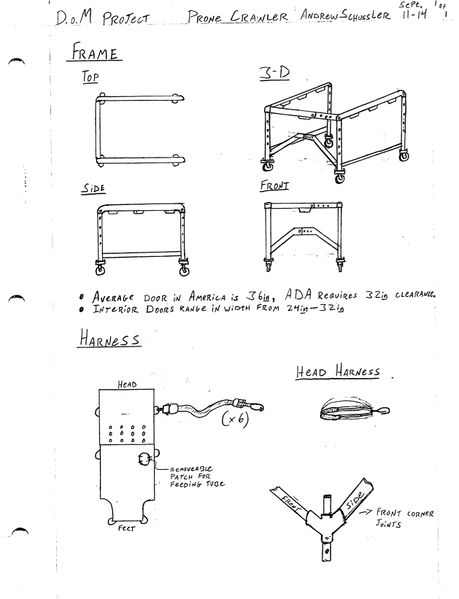 D.o.M Project Prone Crawler Andrew Schuesler Sept. 11-14 1 of 1
Frame
Top
3-D
Side
Front
• Average door in America is 36in, ADA requires 32in clearance.
• Interior doors range in width from 24in-32in
Harness
Head Harness
Head
(x6)
Removeable
Patch for
Feeding tube
Feet
Front
Side
→ Front corner
joints